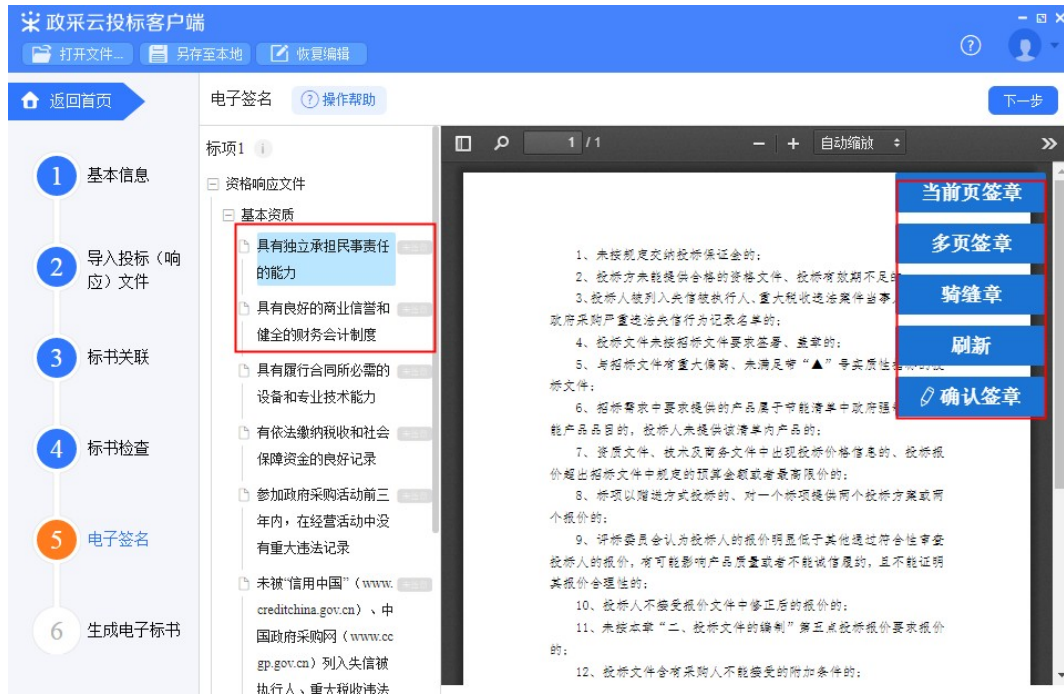 政采云投标客户端
打开文件...
另存至本地
恢复编辑
返回首页
电子签名
操作帮助
下一步
1 基本信息
2 导入投标（响
应）文件
3 标书关联
4 标书检查
5 电子签名
6 生成电子标书
标项1
资格响应文件
基本资质
具有独立承担民事责任
的能力
具有良好的商业信誉和
健全的财务会计制度
具有履行合同所必需的
设备和专业技术能力
有依法缴纳税收和社会
保障资金的良好记录
参加政府采购活动前三
年内，在经营活动中没
有重大违法记录
未被“信用中国”（www.
creditchina.gov.cn）、中
国政府采购网（www.cc
gp.gov.cn）列入失信被
执行人、重大税收违法
1 / 1
自动缩放
当前页签章
多页签章
骑缝章
刷新
确认签章
1、未按规定交纳投标保证金的；
2、投标方未能提供合格的资格文件、投标有效期不足的
3、投标人被列入失信被执行人、重大税收违法案件当事人
政府采购严重违法失信行为记录名单的；
4、投标文件未按招标文件要求签署、盖章的；
5、与招标文件有重大偏离、未满足带“▲”号实质性指标的投
标文件；
6、招标需求中要求提供的产品属于节能清单中政府强
能产品品目的，投标人未提供该清单内产品的；
7、资质文件、技术及商务文件中出现投标价格信息的、投标报
价超出招标文件中规定的预算金额或者最高限价的；
8、标项以赠送方式投标的、对一个标项提供两个投标方案或两
个报价的；
9、评标委员会认为投标人的报价明显低于其他通过符合性审查
投标人的报价，有可能影响产品质量或者不能诚信履约，且不能证明
其报价合理性的；
10、投标人不接受报价文件中修正后的报价的；
11、未按本章“二、投标文件的编制”第五点投标报价要求报价
的；
12、投标文件含有采购人不能接受的附加条件的；